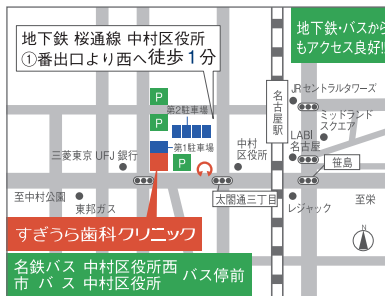 地下鉄 桜通線 中村区役所
①番出口より西へ徒歩1分
地下鉄・バスから
もアクセス良好!!
P
第2駐車場
P
第1駐車場
P
三菱東京 UFJ 銀行
中村
区役所
名古屋駅
JRセントラルタワーズ
ミッドランド
スクエア
LABI
名古屋
笹島
至中村公園
東邦ガス
太閤通三丁目
レジャック
至栄
すぎうら歯科クリニック
N
名鉄バス 中村区役所西
市バス 中村区役所
バス停前